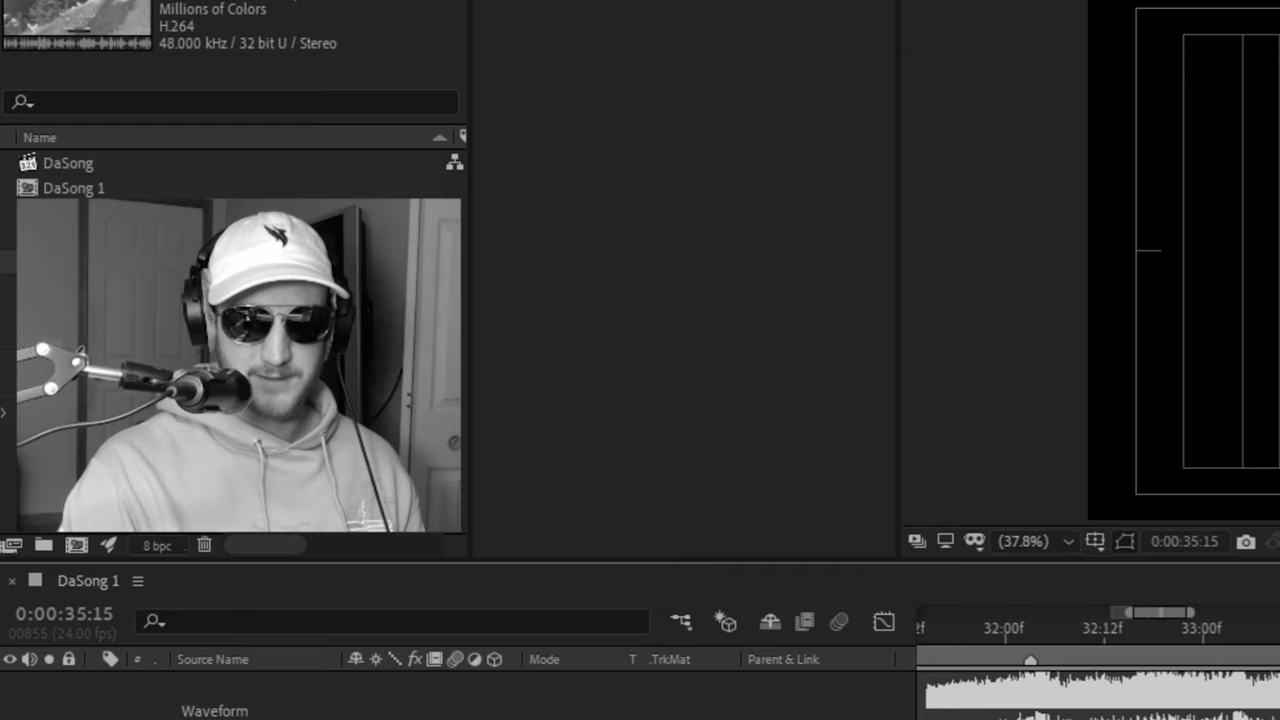 Millions of Colors
H.264
48.000 kHz / 32 bit U / Stereo
Name
DaSong
DaSong 1
8 bpc
(37.8%)
0:00:35:15
DaSong 1
0:00:35:15
00855 (24.00 fps)
32:00f
32:12f
33:00f
# Source Name
fx
Mode
T .TrkMat
Parent & Link
Waveform